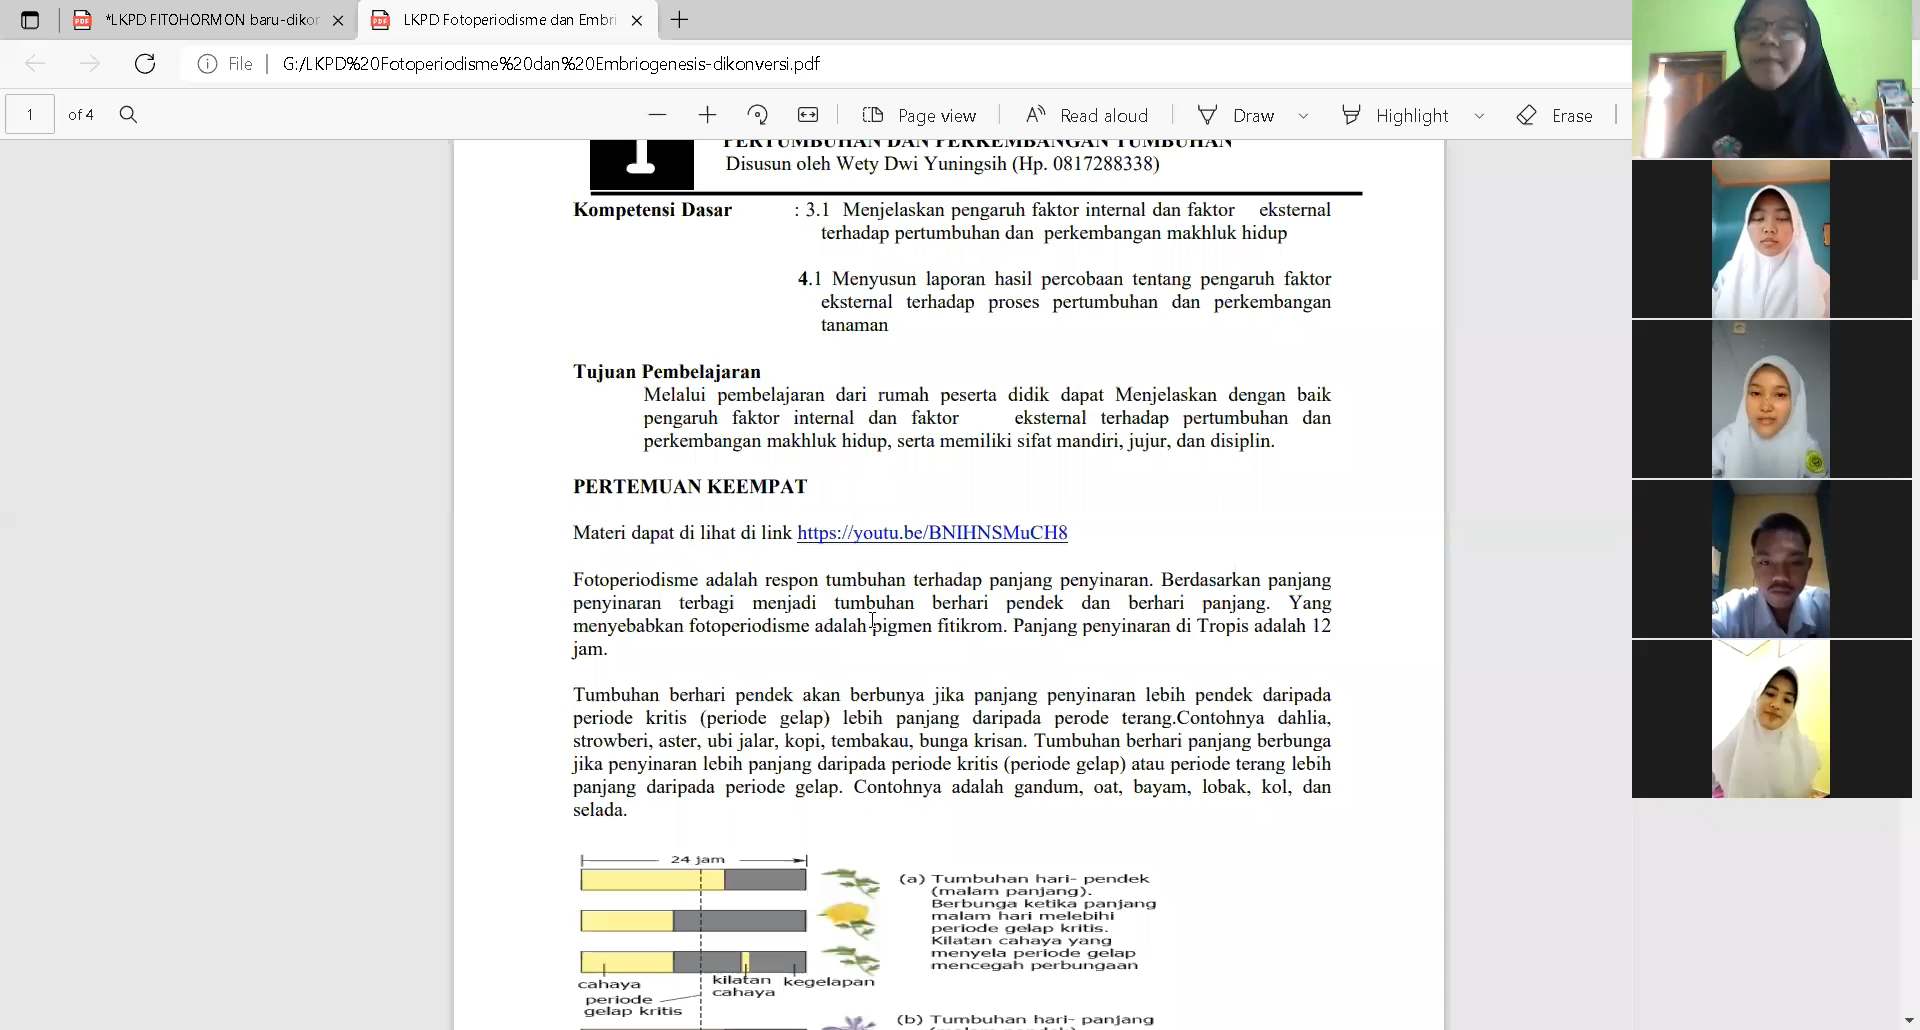 *LKPD FITOHORMON baru-dikor
LKPD Fotoperiodisme dan Embri
File
G:/LKPD%20Fotoperiodisme%20dan%20Embriogenesis-dikonversi.pdf
1 of 4
Page view
Read aloud
Draw
Highlight
Erase
1
PERTUMBUHAN DAN PERKEMBANGAN TUMBUHAN
Disusun oleh Wety Dwi Yuningsih (Hp. 0817288338)
Kompetensi Dasar : 3.1 Menjelaskan pengaruh faktor internal dan faktor eksternal
terhadap pertumbuhan dan perkembangan makhluk hidup
4.1 Menyusun laporan hasil percobaan tentang pengaruh faktor
eksternal terhadap proses pertumbuhan dan perkembangan
tanaman
Tujuan Pembelajaran
Melalui pembelajaran dari rumah peserta didik dapat Menjelaskan dengan baik
pengaruh faktor internal dan faktor eksternal terhadap pertumbuhan dan
perkembangan makhluk hidup, serta memiliki sifat mandiri, jujur, dan disiplin.
PERTEMUAN KEEMPAT
Materi dapat di lihat di link https://youtu.be/BNIHNSMuCH8
Fotoperiodisme adalah respon tumbuhan terhadap panjang penyinaran. Berdasarkan panjang
penyinaran terbagi menjadi tumbuhan berhari pendek dan berhari panjang. Yang
menyebabkan fotoperiodisme adalah pigmen fitikrom. Panjang penyinaran di Tropis adalah 12
jam.
Tumbuhan berhari pendek akan berbunya jika panjang penyinaran lebih pendek daripada
periode kritis (periode gelap) lebih panjang daripada perode terang.Contohnya dahlia,
strowberi, aster, ubi jalar, kopi, tembakau, bunga krisan. Tumbuhan berhari panjang berbunga
jika penyinaran lebih panjang daripada periode kritis (periode gelap) atau periode terang lebih
panjang daripada periode gelap. Contohnya adalah gandum, oat, bayam, lobak, kol, dan
selada.
24 jam
(a) Tumbuhan hari- pendek
(malam panjang).
Berbunga ketika panjang
malam hari melebihi
periode gelap kritis.
Kilatan cahaya yang
menyela periode gelap
mencegah perbungaan
cahaya
kilatan
cahaya
kegelapan
periode
gelap kritis
(b) Tumbuhan hari- panjang